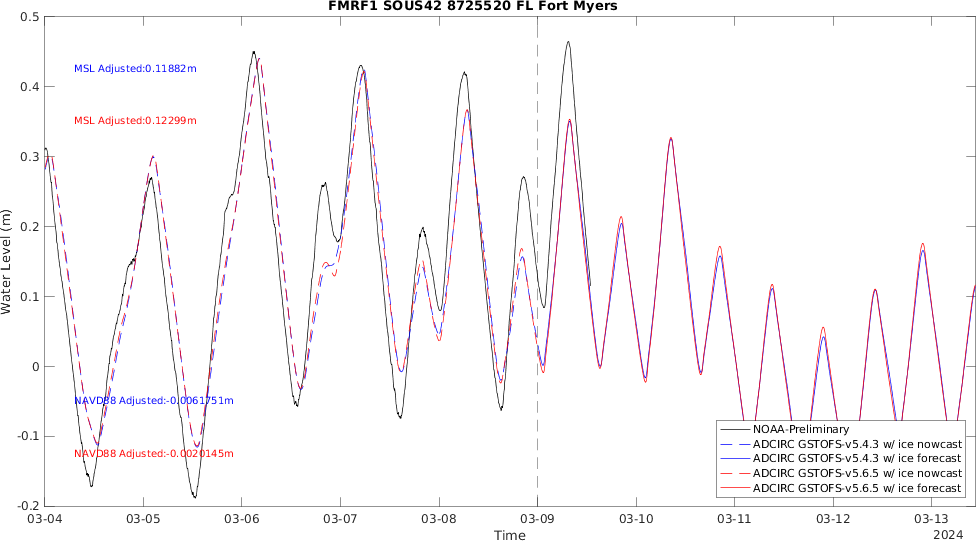 FMRF1 SOUS42 8725520 FL Fort Myers
0.5
0.4
0.3
0.2
0.1
0
-0.1
-0.2
Water Level (m)
MSL Adjusted:0.11882m
MSL Adjusted:0.12299m
NAVD88 Adjusted:-0.0061751m
NAVD88 Adjusted:-0.0020145m
NOAA-Preliminary
ADCIRC GSTOFS-v5.4.3 w/ ice nowcast
ADCIRC GSTOFS-v5.4.3 w/ ice forecast
ADCIRC GSTOFS-v5.6.5 w/ ice nowcast
ADCIRC GSTOFS-v5.6.5 w/ ice forecast
03-04 03-05 03-06 03-07 03-08 03-09 03-10 03-11 03-12 03-13
Time
2024